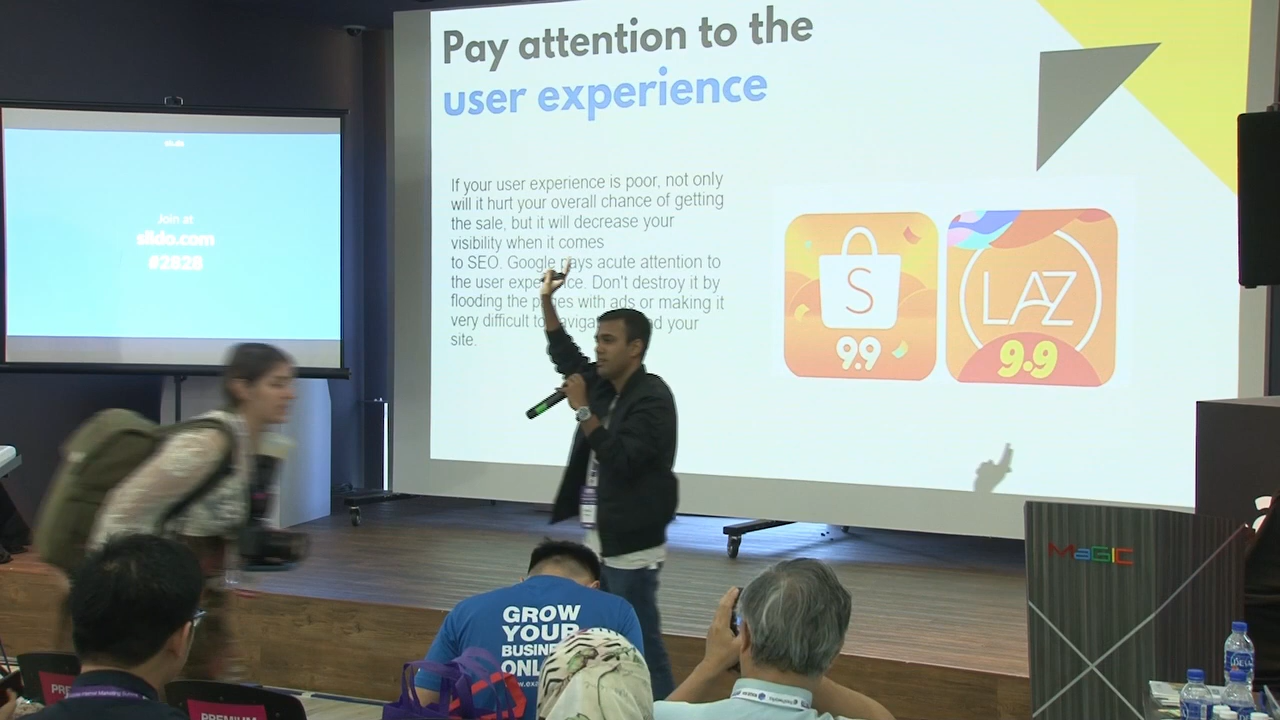 Pay attention to the
user experience
If your user experience is poor, not only
will it hurt your overall chance of getting
the sale, but it will decrease your
visibility when it comes
to SEO. Google pays acute attention to
the user Don't destroy it by
flooding the with ads or making it
very difficult to your
site.
S
9.9
LAZ
9.9
slido
Join at
slido.com
#2828
MaGIC
GROW
YOUR
PREMIUM